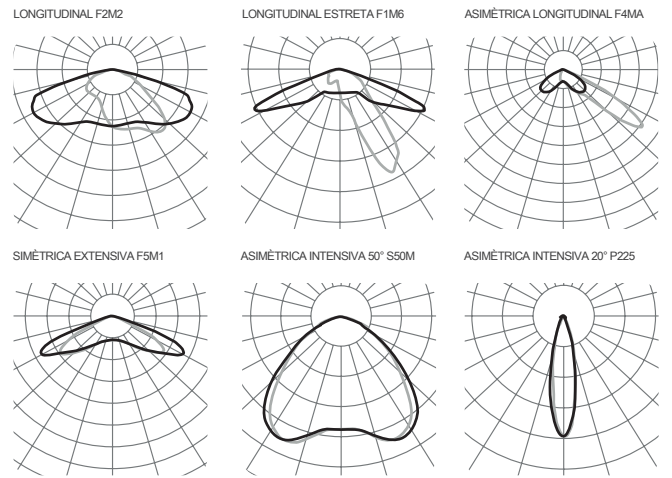 LONGITUDINAL F2M2
LONGITUDINAL ESTRETA F1M6
ASIMÈTRICA LONGITUDINAL F4MA
SIMÈTRICA EXTENSIVA F5M1
ASIMÈTRICA INTENSIVA 50° S50M
ASIMÈTRICA INTENSIVA 20° P225